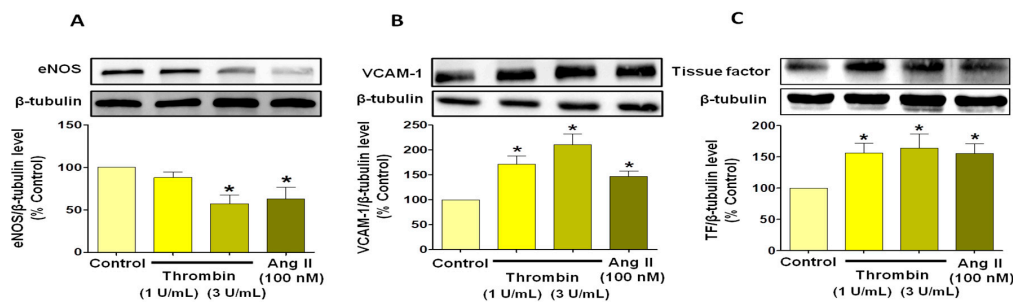 A
eNOS
β-tubulin
eNOS/β-tubulin level
(% Control)
150
100
50
0
*
*
Control
Thrombin
(1 U/mL) (3 U/mL)
Ang II
(100 nM)
B
VCAM-1
β-tubulin
VCAM-1/β-tubulin level
(% Control)
250
200
150
100
50
0
*
*
*
Control
Thrombin
(1 U/mL) (3 U/mL)
Ang II
(100 nM)
C
Tissue factor
β-tubulin
TF/β-tubulin level
(% Control)
200
150
100
50
0
*
*
*
Control
Thrombin
(1 U/mL) (3 U/mL)
Ang II
(100 nM)